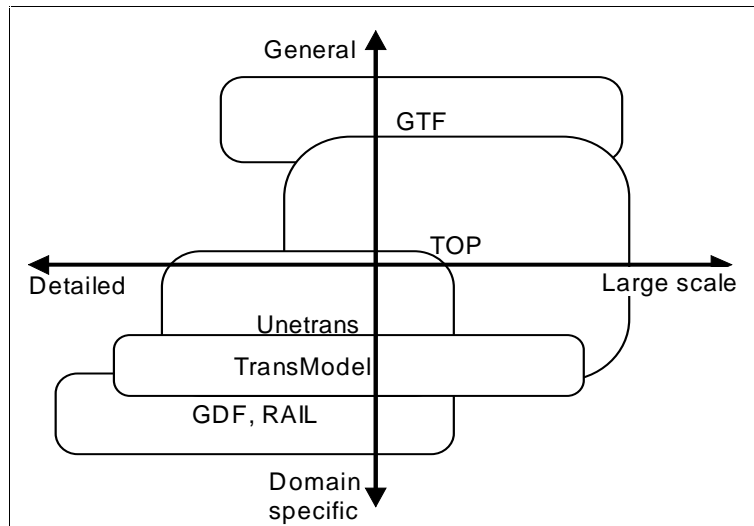 General
GTF
TOP
Detailed
Large scale
Unetrans
TransModel
GDF, RAIL
Domain
specific